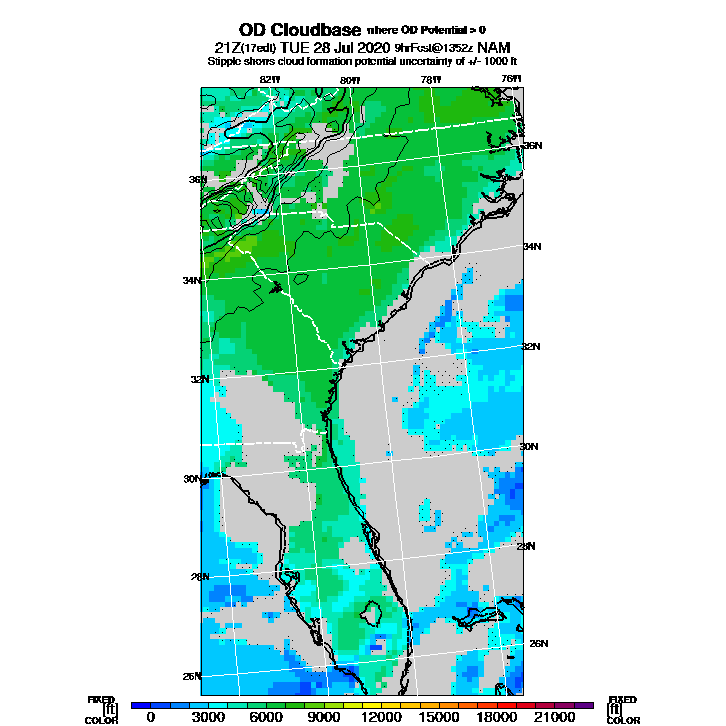 OD Cloudbase where OD Potential > 0
21Z(17edt) TUE 28 Jul 2020 9hrFcst@1352z NAM
Stipple shows cloud formation potential uncertainty of +/- 1000 ft
82W 80W 78W 76W
36N
36N
34N
34N
32N
32N
30N
30N
28N
28N
26N
26N
FIXED FIXED
[ft] 0 3000 6000 9000 12000 15000 18000 21000 [ft]
COLOR COLOR